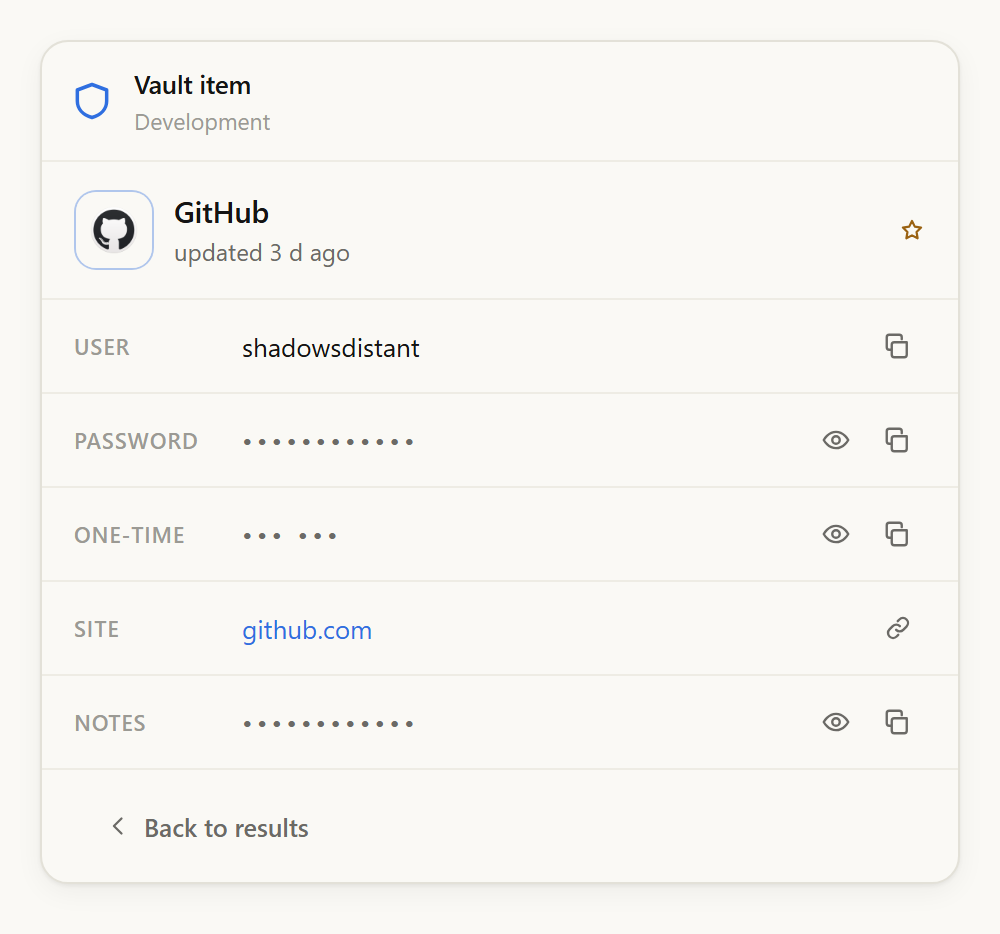 Vault item
Development
GitHub
updated 3 d ago
USER shadowsdistant
PASSWORD ••••••••••••
ONE-TIME ••• •••
SITE github.com
NOTES ••••••••••••
Back to results